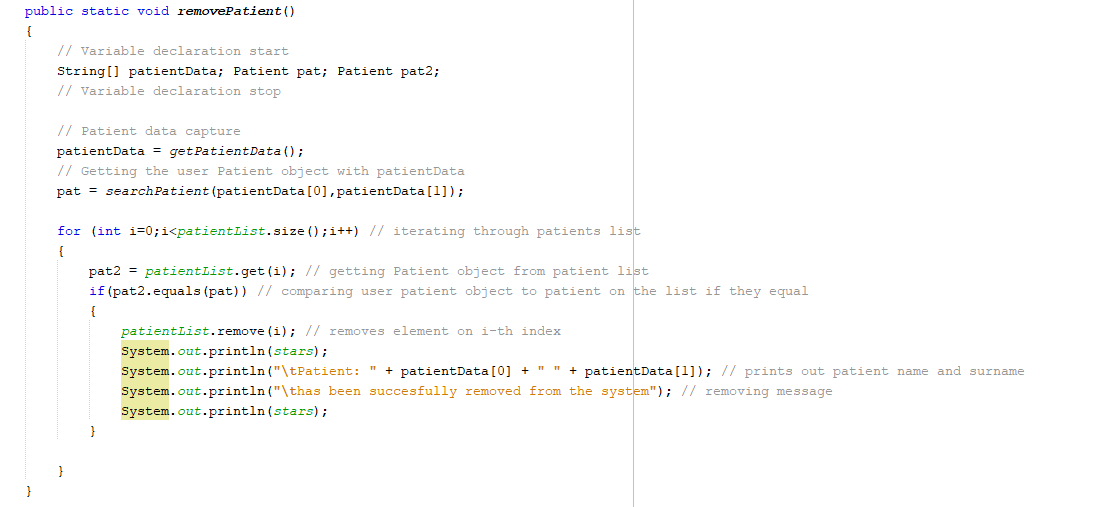 public static void removePatient()
{
// Variable declaration start
String[] patientData; Patient pat; Patient pat2;
// Variable declaration stop
// Patient data capture
patientData = getPatientData();
// Getting the user Patient object with patientData
pat = searchPatient(patientData[0],patientData[1]);
for (int i=0;i<patientList.size();i++) // iterating through patients list
{
pat2 = patientList.get(i); // getting Patient object from patient list
if(pat2.equals(pat)) // comparing user patient object to patient on the list if they equal
{
patientList.remove(i); // removes element on i-th index
System.out.println(stars);
System.out.println("\tPatient: " + patientData[0] + " " + patientData[1]); // prints out patient name and surname
System.out.println("\thas been succesfully removed from the system"); // removing message
System.out.println(stars);
}
}
}